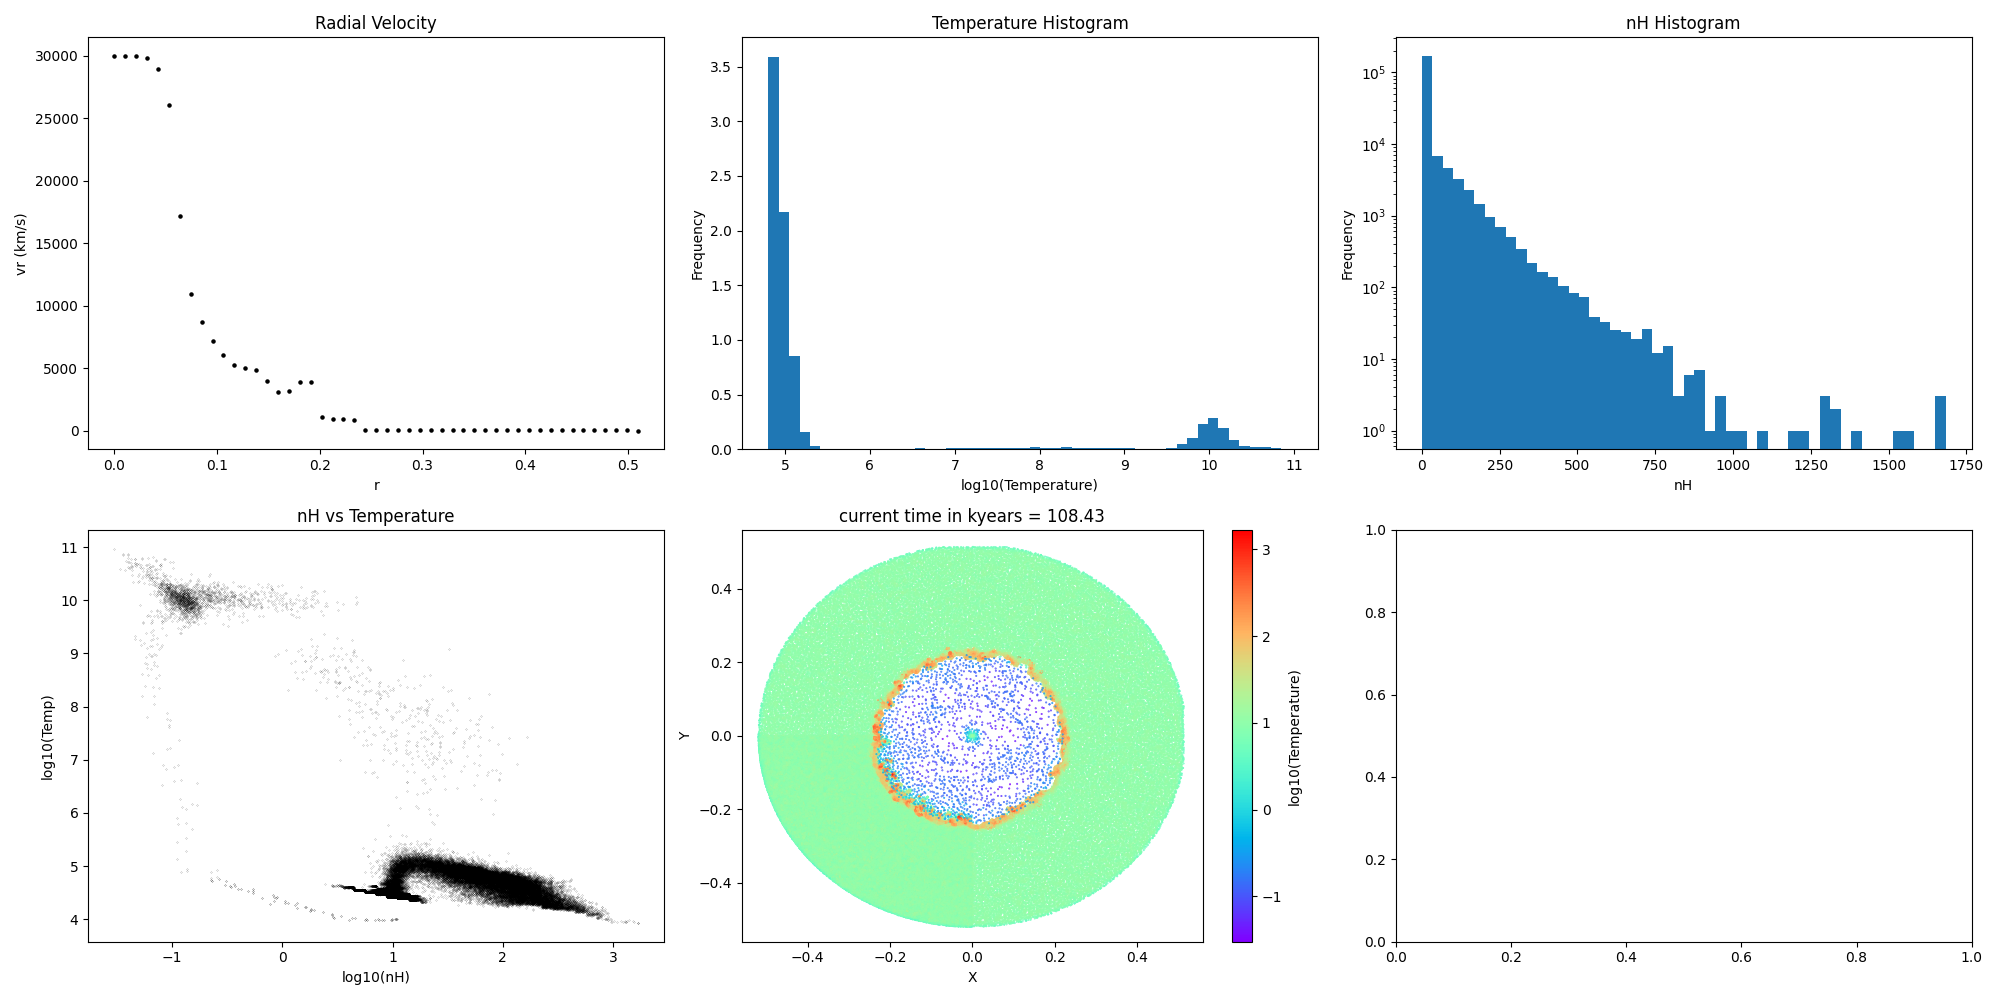 Radial Velocity
30000
25000
20000
15000
10000
5000
0
vr (km/s)
0.0 0.1 0.2 0.3 0.4 0.5
r
Temperature Histogram
3.5
3.0
2.5
2.0
1.5
1.0
0.5
0.0
Frequency
5 6 7 8 9 10 11
log10(Temperature)
nH Histogram
10^5
10^4
10^3
10^2
10^1
10^0
Frequency
0 250 500 750 1000 1250 1500 1750
nH
nH vs Temperature
11
10
9
8
7
6
5
4
log10(Temp)
−1 0 1 2 3
log10(nH)
current time in kyears = 108.43
0.4
0.2
0.0
−0.2
−0.4
Y
−0.4 −0.2 0.0 0.2 0.4
X
3
2
1
0
−1
log10(Temperature)
1.0
0.8
0.6
0.4
0.2
0.0
0.0 0.2 0.4 0.6 0.8 1.0